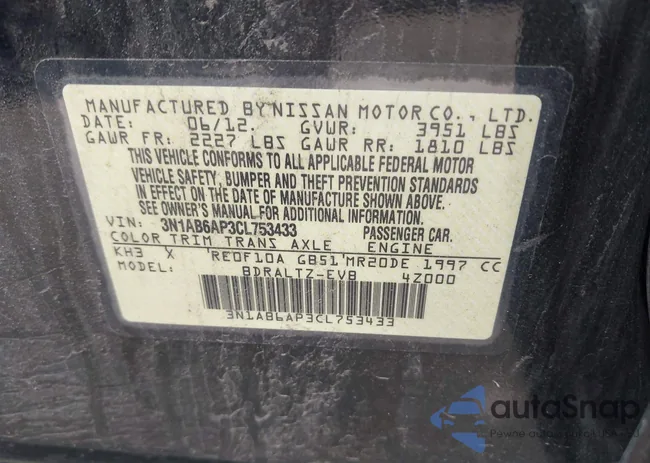 MANUFACTURED BY NISSAN MOTOR CO., LTD.
DATE: 06/12. GVWR: 3951 LBS
GAWR FR: 2227 LBS GAWR RR: 1810 LBS
THIS VEHICLE CONFORMS TO ALL APPLICABLE FEDERAL MOTOR
VEHICLE SAFETY, BUMPER AND THEFT PREVENTION STANDARDS
IN EFFECT ON THE DATE OF MANUFACTURE SHOWN ABOVE.
SEE OWNER'S MANUAL FOR ADDITIONAL INFORMATION.
VIN: 3N1AB6AP3CL753433 PASSENGER CAR.
COLOR TRIM TRANS AXLE ENGINE
KH3 X 'RE0F10A GB51'MR20DE 1997 CC
MODEL: BDRALTZ-EVB 4Z000
3N1AB6AP3CL753433
autoSnap